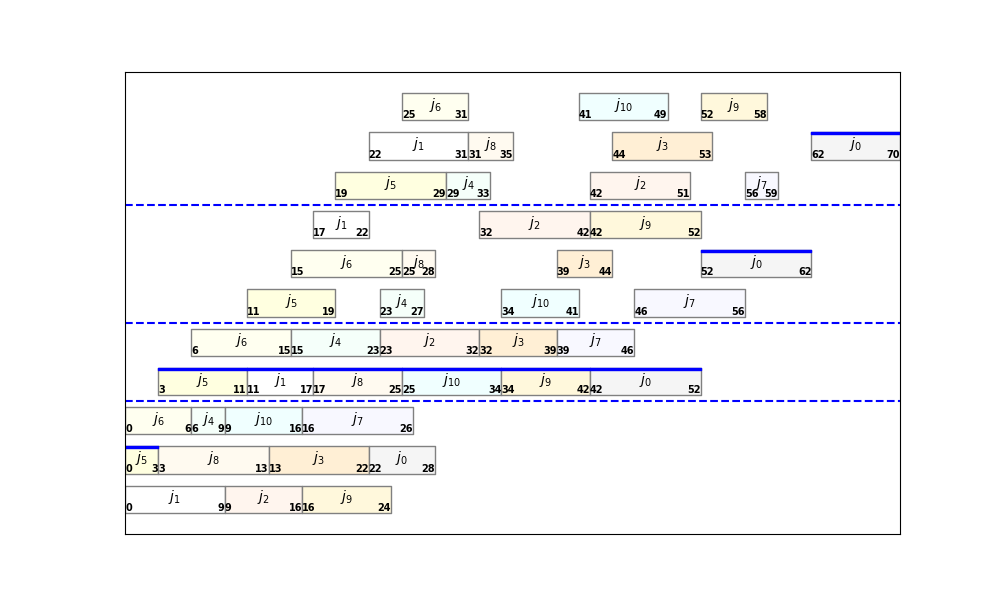 j6 j10 j9
25 31 41 49 52 58
j1 j8 j3 j0
22 31 31 35 44 53 62 70
j5 j4 j2 j7
19 29 29 33 42 51 56 59
j1 j2 j9
17 22 32 42 42 52
j6 j8 j3 j0
15 25 25 28 39 44 52 62
j5 j4 j10 j7
11 19 23 27 34 41 46 56
j6 j4 j2 j3 j7
6 15 15 23 23 32 32 39 39 46
j5 j1 j8 j10 j9 j0
3 11 11 17 17 25 25 34 34 42 42 52
j6 j4 j10 j7
0 6 6 9 9 16 16 26
j5 j8 j3 j0
0 3 3 13 13 22 22 28
j1 j2 j9
0 9 9 16 16 24